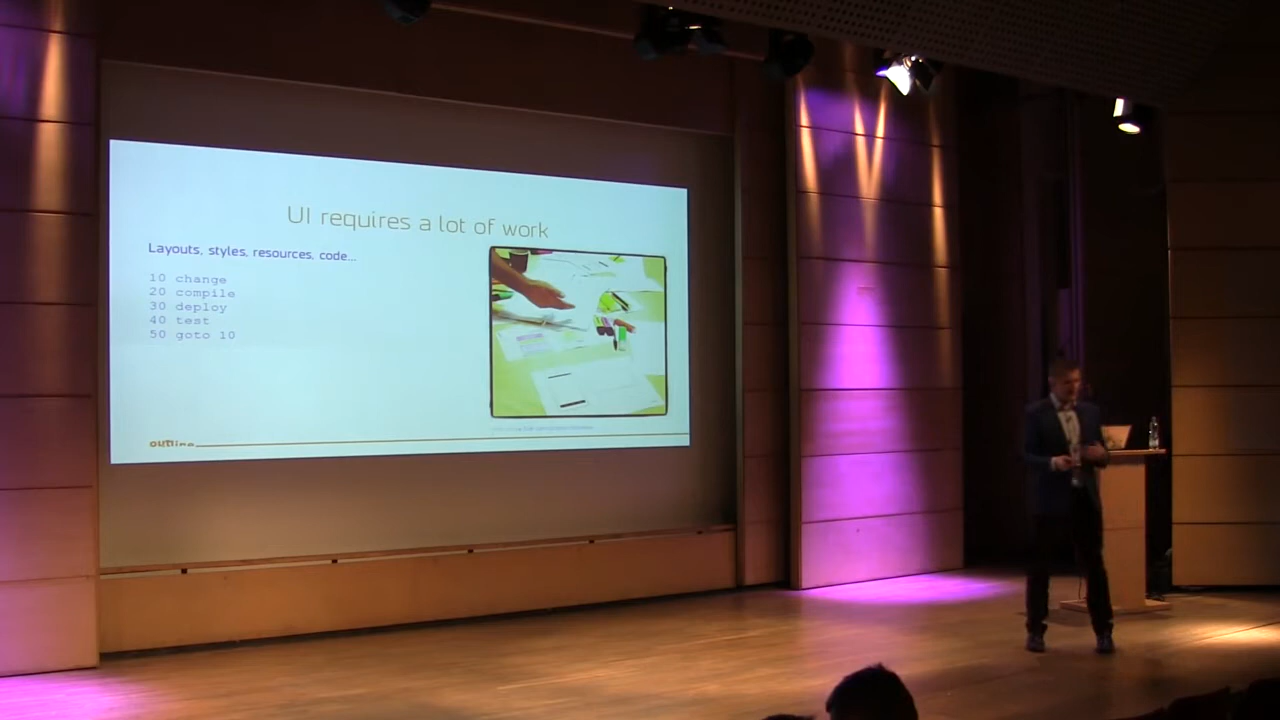 UI requires a lot of work
Layouts, styles, resources, code...
10 change
20 compile
30 deploy
40 test
50 goto 10
outline